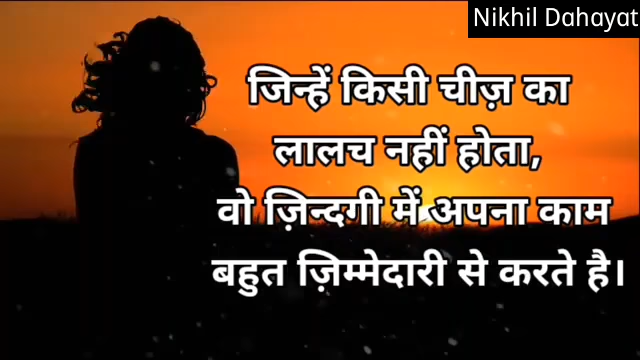 Nikhil Dahayat
जिन्हें किसी चीज़ का
लालच नहीं होता,
वो ज़िन्दगी में अपना काम
बहुत ज़िम्मेदारी से करते है।